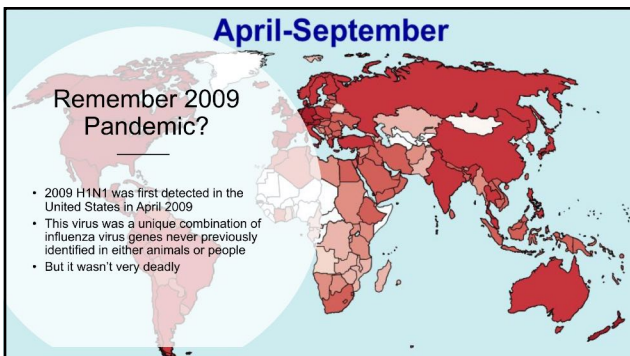 April-September
Remember 2009
Pandemic?
• 2009 H1N1 was first detected in the
United States in April 2009
• This virus was a unique combination of
influenza virus genes never previously
identified in either animals or people
• But it wasn't very deadly